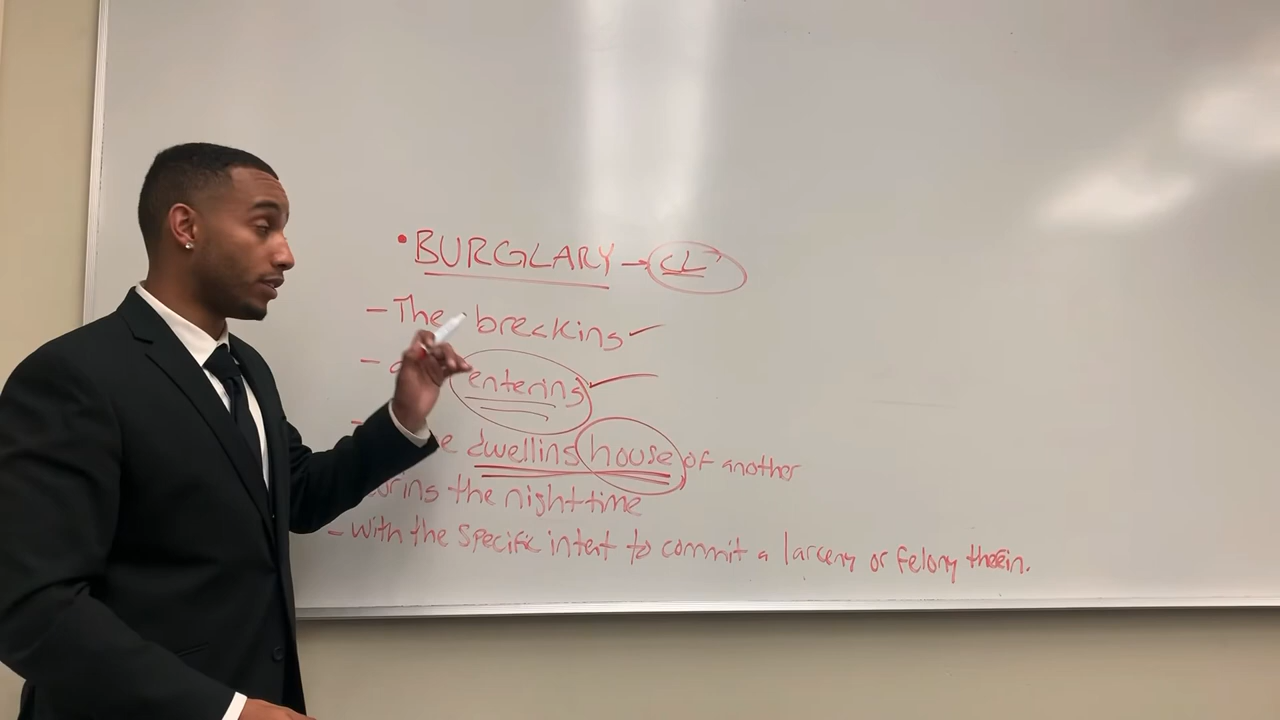 • BURGLARY → CL
- The breaking ✓
- entering ✓
dwelling house of another
the nighttime
- with the specific intent to commit a larceny or felony therein.